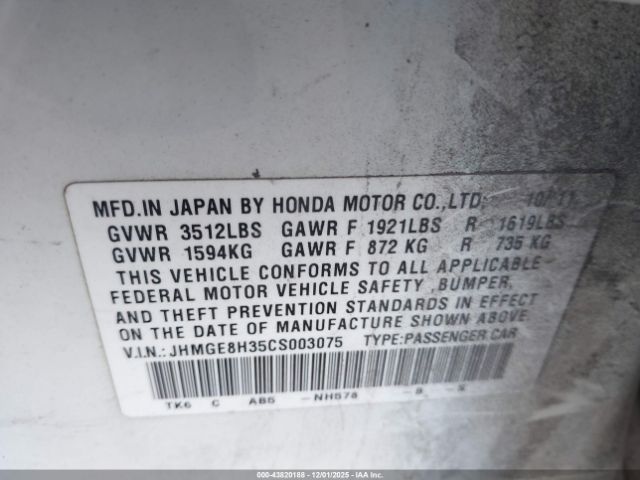 MFD.IN JAPAN BY HONDA MOTOR CO.,LTD. 10/11
GVWR 3512LBS GAWR F 1921LBS R 1619LBS
GVWR 1594KG GAWR F 872 KG R 735 KG
THIS VEHICLE CONFORMS TO ALL APPLICABLE
FEDERAL MOTOR VEHICLE SAFETY ,BUMPER,
AND THEFT PREVENTION STANDARDS IN EFFECT
ON THE DATE OF MANUFACTURE SHOWN ABOVE.
V.I.N.: JHMGE8H35CS003075 TYPE:PASSENGER CAR
TK6 C AB5 -NH578
000-43820188 - 12/01/2025 - IAA Inc.